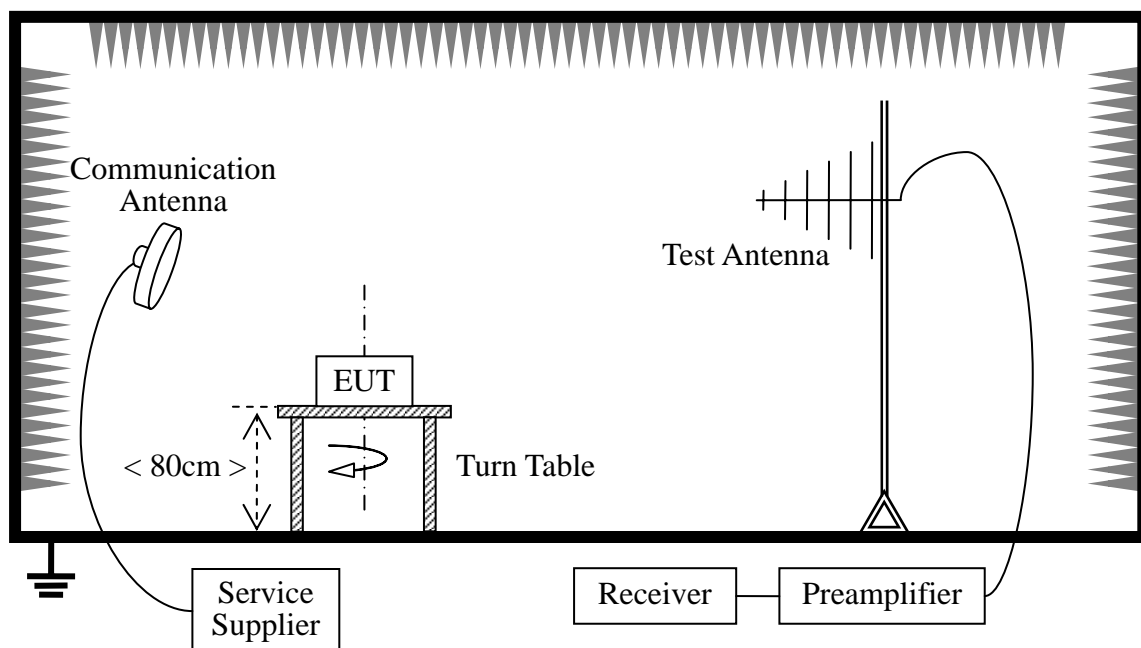 Communication
Antenna
Test Antenna
EUT
< 80cm >
Turn Table
Service
Supplier
Receiver
Preamplifier